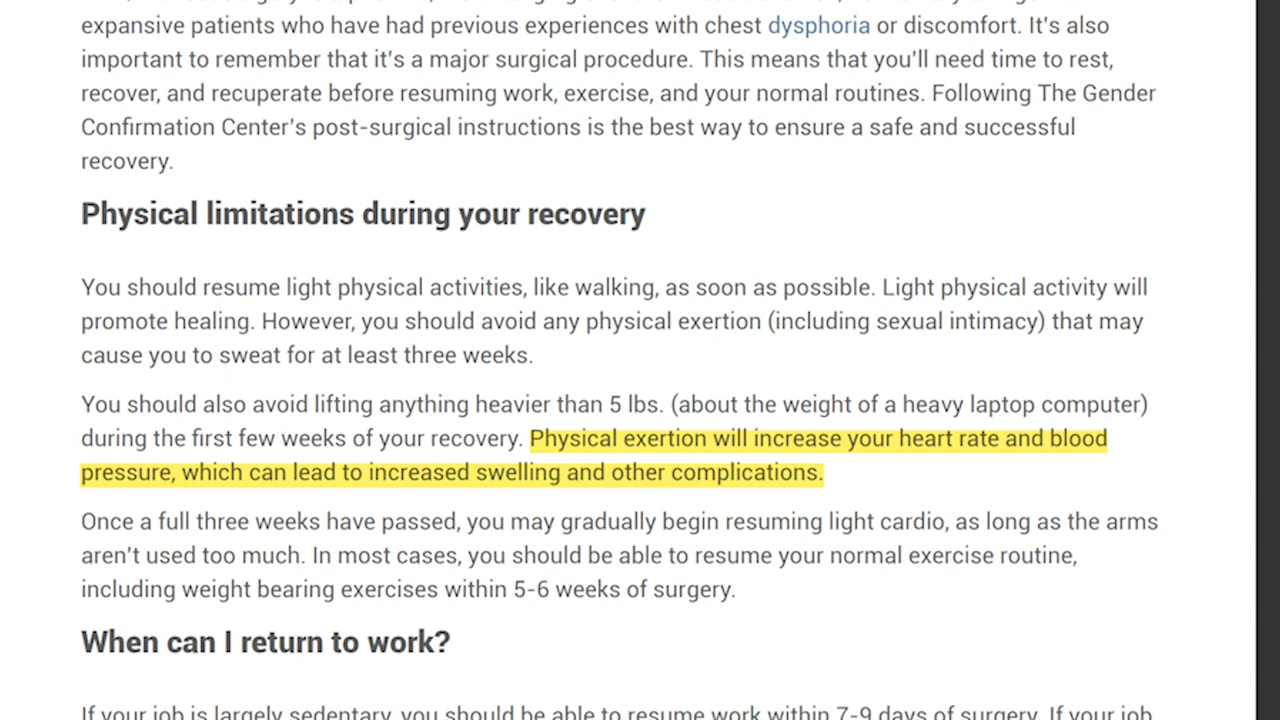 expansive patients who have had previous experiences with chest dysphoria or discomfort. It's also
important to remember that it's a major surgical procedure. This means that you'll need time to rest,
recover, and recuperate before resuming work, exercise, and your normal routines. Following The Gender
Confirmation Center's post-surgical instructions is the best way to ensure a safe and successful
recovery.
Physical limitations during your recovery
You should resume light physical activities, like walking, as soon as possible. Light physical activity will
promote healing. However, you should avoid any physical exertion (including sexual intimacy) that may
cause you to sweat for at least three weeks.
You should also avoid lifting anything heavier than 5 lbs. (about the weight of a heavy laptop computer)
during the first few weeks of your recovery. Physical exertion will increase your heart rate and blood
pressure, which can lead to increased swelling and other complications.
Once a full three weeks have passed, you may gradually begin resuming light cardio, as long as the arms
aren't used too much. In most cases, you should be able to resume your normal exercise routine,
including weight bearing exercises within 5-6 weeks of surgery.
When can I return to work?
If your job is largely sedentary, you should be able to resume work within 7-9 days of surgery. If your job